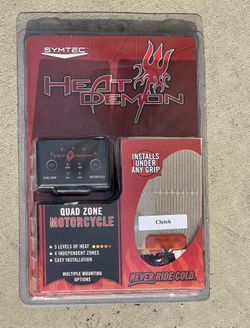 SYMTEC
HEAT
DEMON
INSTALLS
UNDER
ANY GRIP
QUAD ZONE
MOTORCYCLE
Clutch
• 5 LEVELS OF HEAT
• 4 INDEPENDENT ZONES
• EASY INSTALLATION
MULTIPLE MOUNTING
OPTIONS
NEVER RIDE COLD.